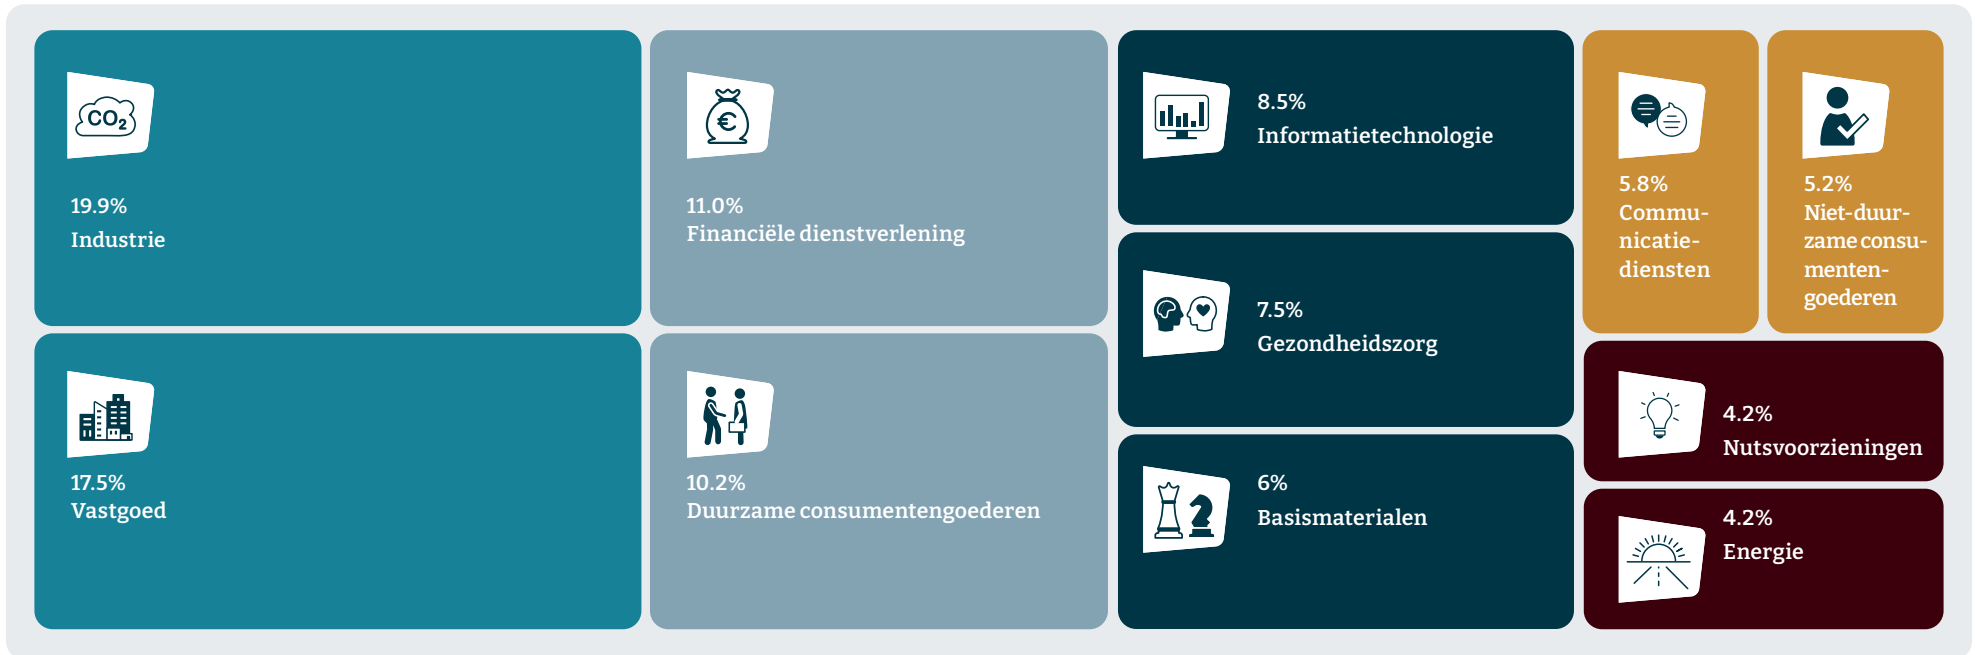 CO2
19.9%
Industrie
17.5%
Vastgoed
€
11.0%
Financiële dienstverlening
10.2%
Duurzame consumentengoederen
8.5%
Informatietechnologie
7.5%
Gezondheidszorg
6%
Basismaterialen
5.8%
Commu-
nicatie-
diensten
5.2%
Niet-duur-
zame consu-
menten-
goederen
4.2%
Nutsvoorzieningen
4.2%
Energie